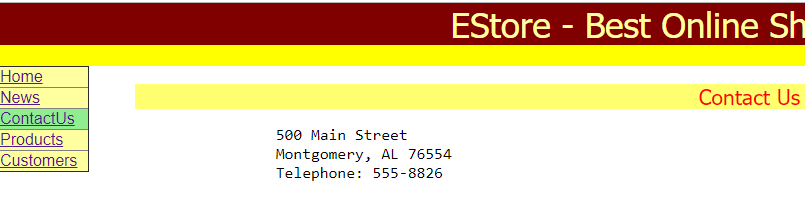 EStore - Best Online Sh
Home
News
ContactUs
Products
Customers
Contact Us
500 Main Street
Montgomery, AL 76554
Telephone: 555-8826